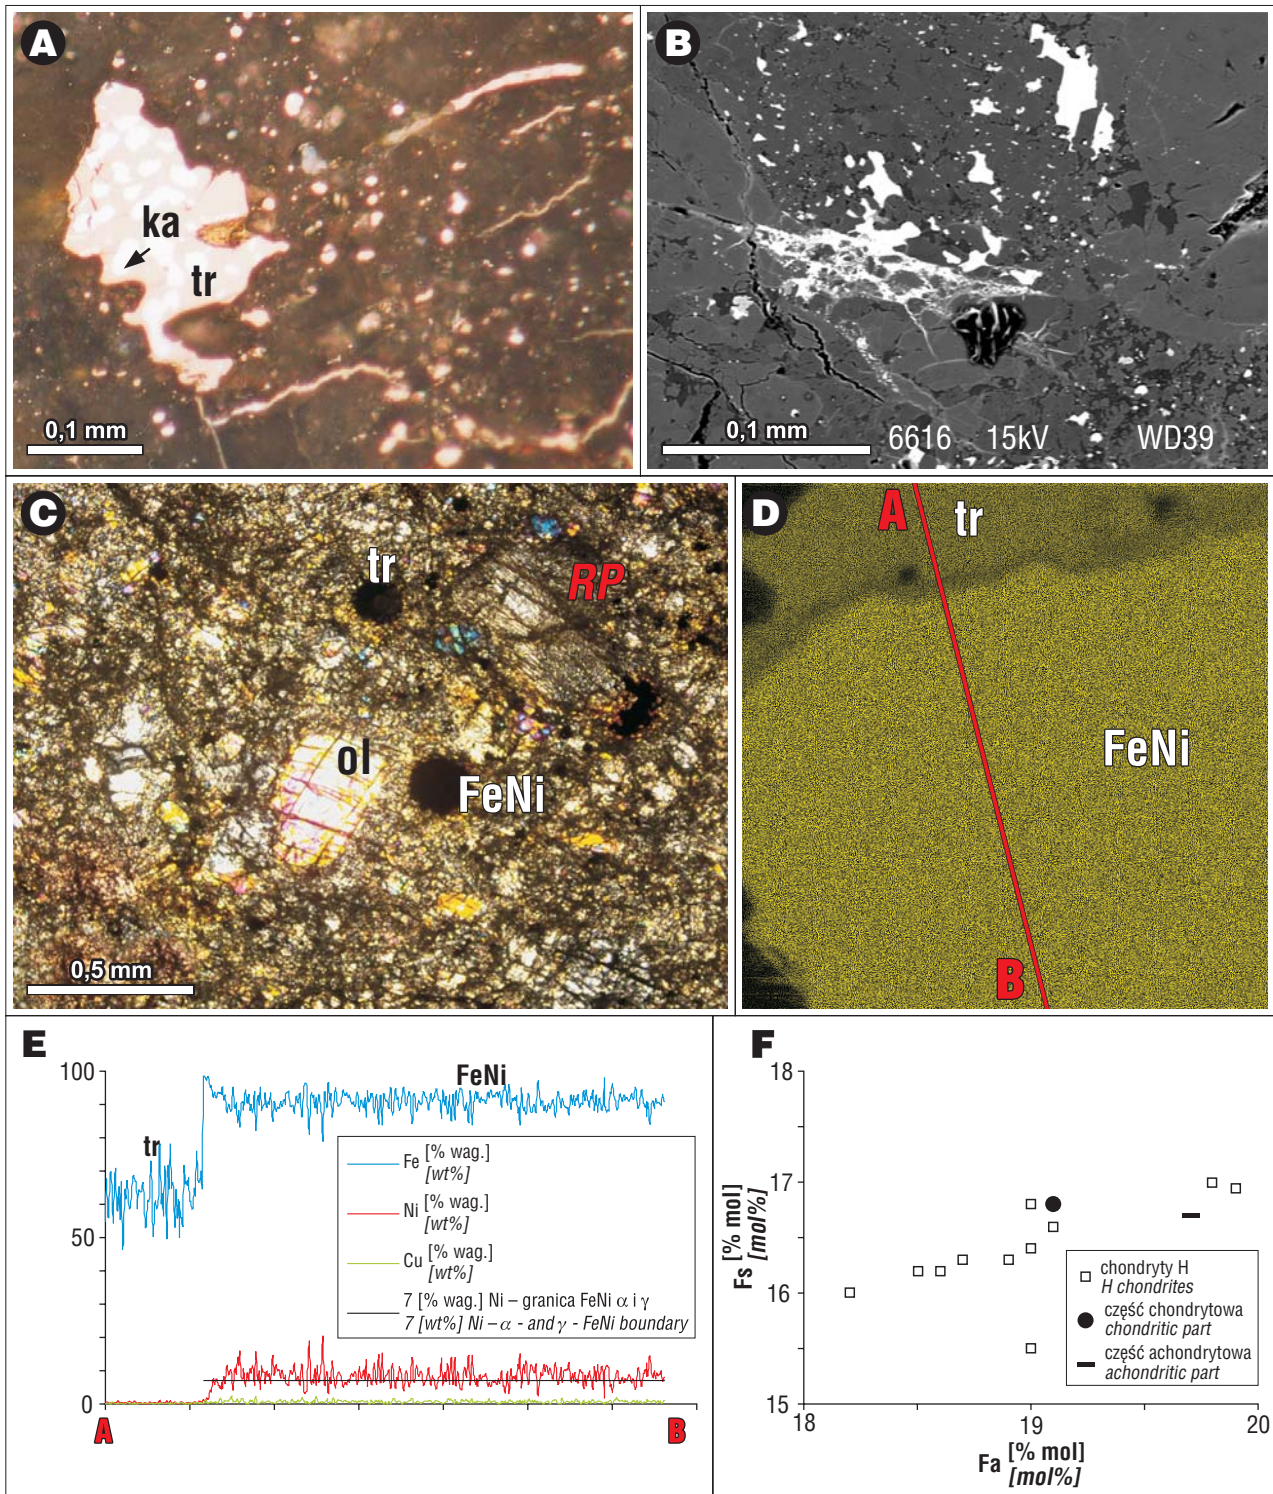 A
ka
tr
0,1 mm
B
0,1 mm
6616 15kV WD39
C
tr
RP
ol
FeNi
0,5 mm
D
A
tr
FeNi
B
E
100
50
0
tr
FeNi
Fe [% wag.]
[wt%]
Ni [% wag.]
[wt%]
Cu [% wag.]
[wt%]
7 [% wag.] Ni – granica FeNi α i γ
7 [wt%] Ni – α - and γ - FeNi boundary
A
B
F
18
17
16
15
Fs [% mol]
[mol%]
chondryty H
H chondrites
część chondrytowa
chondritic part
część achondrytowa
achondritic part
18
19
20
Fa [% mol]
[mol%]